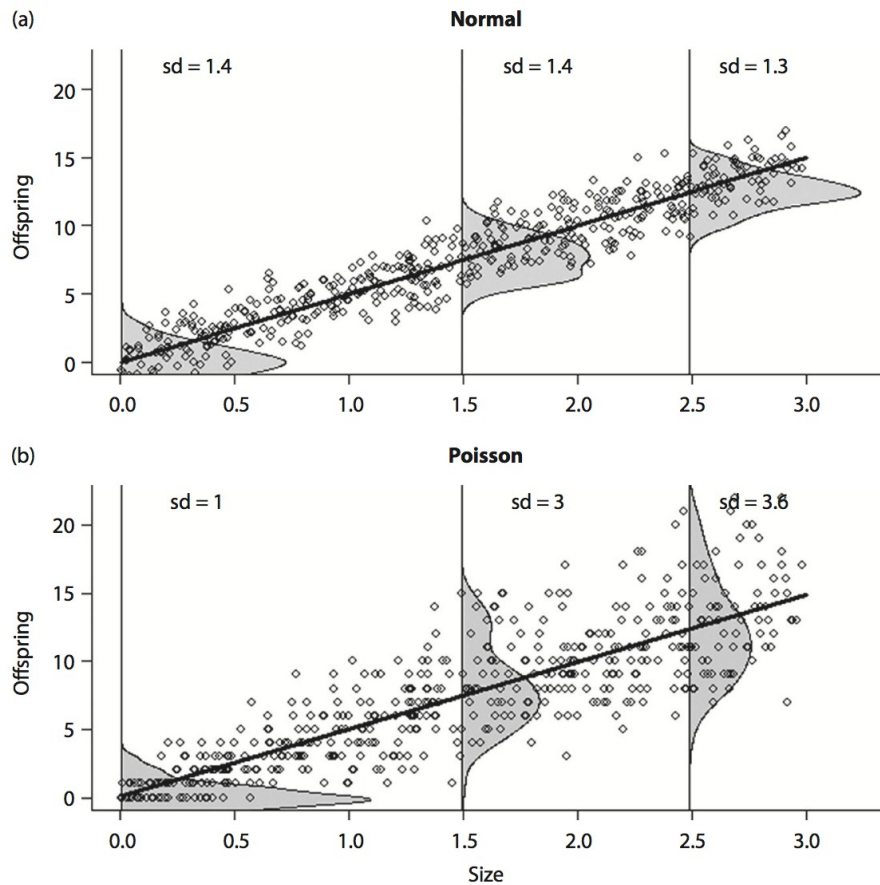 (a) Normal
sd = 1.4 sd = 1.4 sd = 1.3
20
15
10
5
0
Offspring
0.0 0.5 1.0 1.5 2.0 2.5 3.0
(b) Poisson
sd = 1 sd = 3 sd = 3.6
20
15
10
5
0
Offspring
0.0 0.5 1.0 1.5 2.0 2.5 3.0
Size